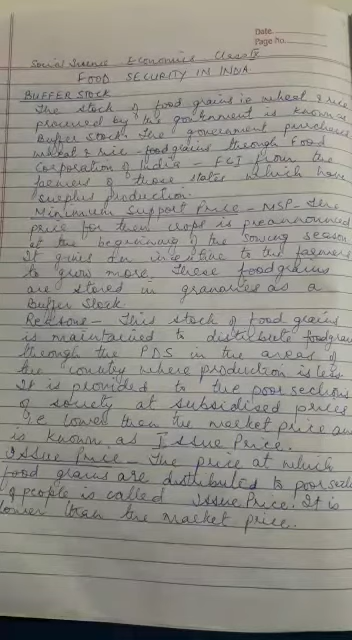 Date
Page No.
Social Science Economics Class IX
FOOD SECURITY IN INDIA
BUFFER STOCK
The stock of food grains ie wheat & rice
procured by the government is known as
Buffer Stock. The government purchases
wheat & rice - foodgrains through Food
Corporation of India - FCI from the
farmers of those states which have
surplus production.
Minimum Support Price - MSP - the
price for their crops is preannounced
at the beginning of the sowing season
It gives an incentive to the farmers
to grow more. These foodgrains
are stored in granaries as a
Buffer Stock
Reasons - This stock of food grains
is maintained to distribute foodgrain
through the PDS in the areas of
the country where production is less
It is provided to the poor sections
of society at subsidised prices
ie lower than the market price an
is known as Issue Price.
Issue Price - The price at which
food grains are distributed to poor secti
of people is called Issue Price. It is
lower than the market price.